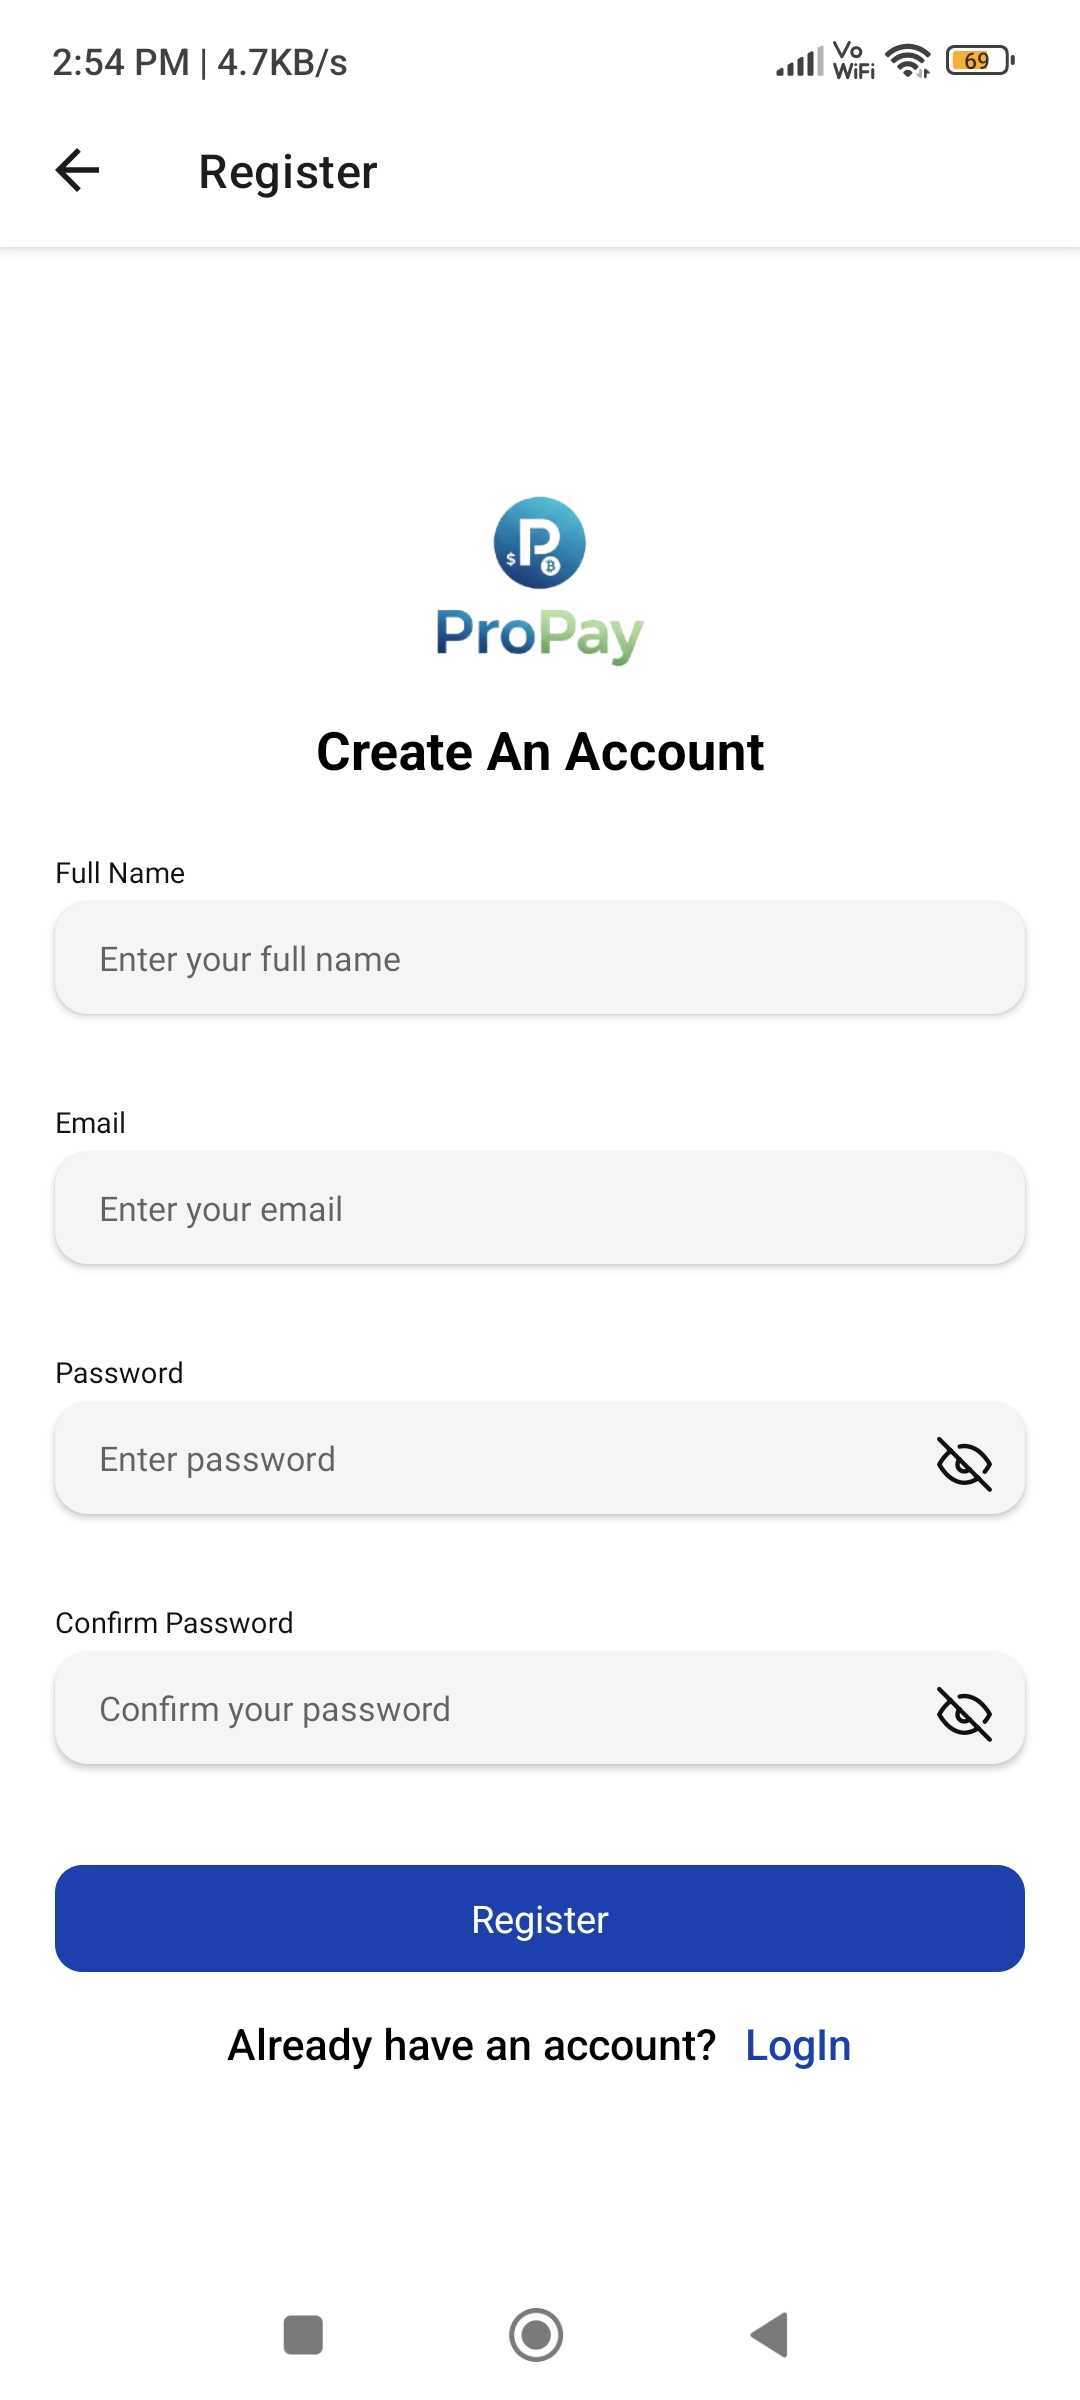 2:54 PM | 4.7KB/s Vo WiFi 69
Register
P $ ₿
ProPay
Create An Account
Full Name
Enter your full name
Email
Enter your email
Password
Enter password
Confirm Password
Confirm your password
Register
Already have an account? LogIn